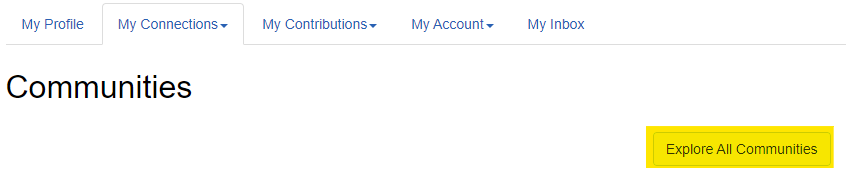 My Profile My Connections My Contributions My Account My Inbox
Communities
Explore All Communities